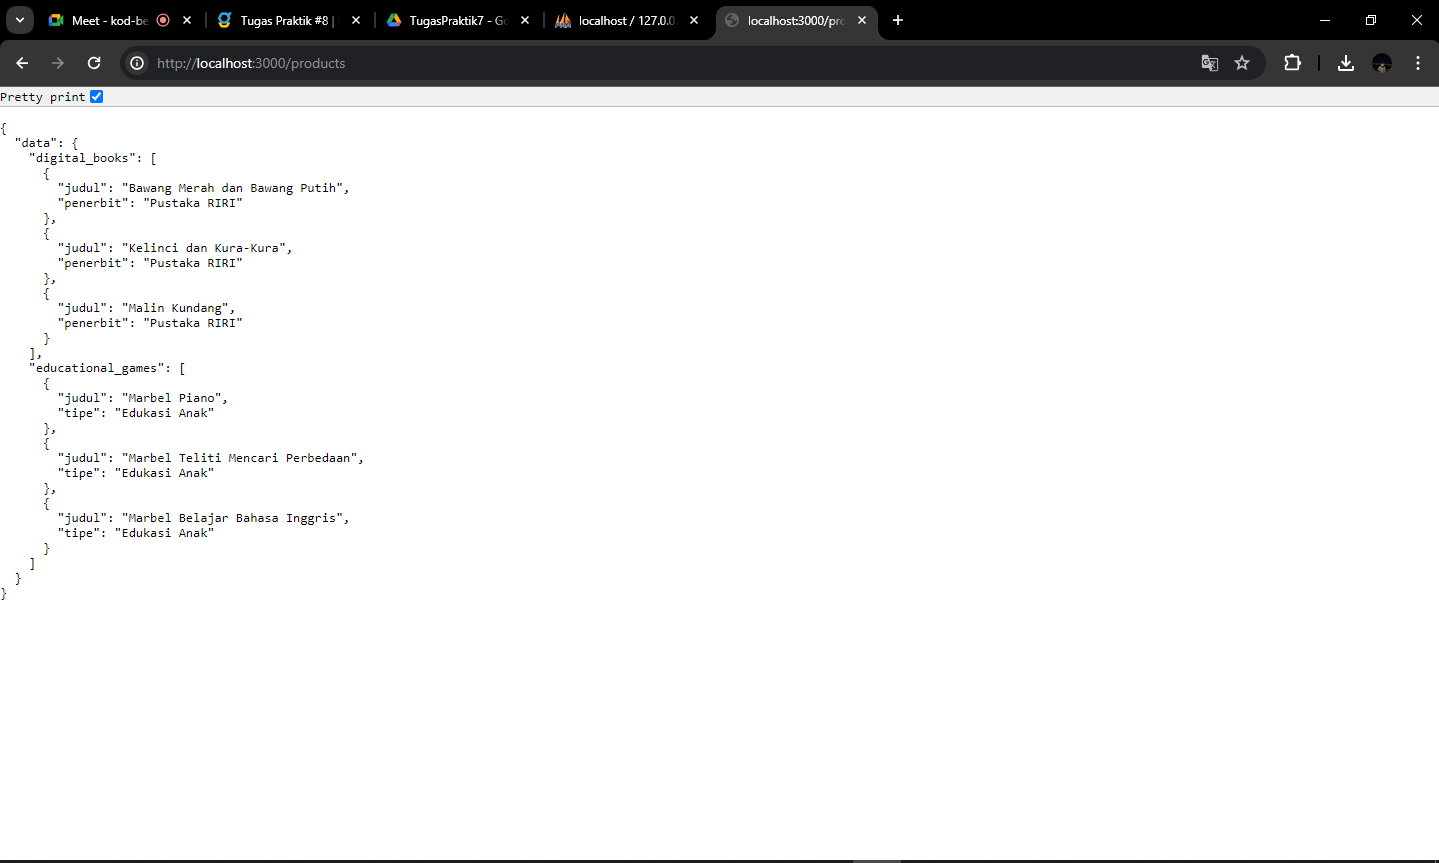 Meet - kod-be
Tugas Praktik #8 |
TugasPraktik7 - Go
localhost / 127.0.0
localhost:3000/pro
http://localhost:3000/products
Pretty print
{
  "data": {
    "digital_books": [
      {
        "judul": "Bawang Merah dan Bawang Putih",
        "penerbit": "Pustaka RIRI"
      },
      {
        "judul": "Kelinci dan Kura-Kura",
        "penerbit": "Pustaka RIRI"
      },
      {
        "judul": "Malin Kundang",
        "penerbit": "Pustaka RIRI"
      }
    ],
    "educational_games": [
      {
        "judul": "Marbel Piano",
        "tipe": "Edukasi Anak"
      },
      {
        "judul": "Marbel Teliti Mencari Perbedaan",
        "tipe": "Edukasi Anak"
      },
      {
        "judul": "Marbel Belajar Bahasa Inggris",
        "tipe": "Edukasi Anak"
      }
    ]
  }
}